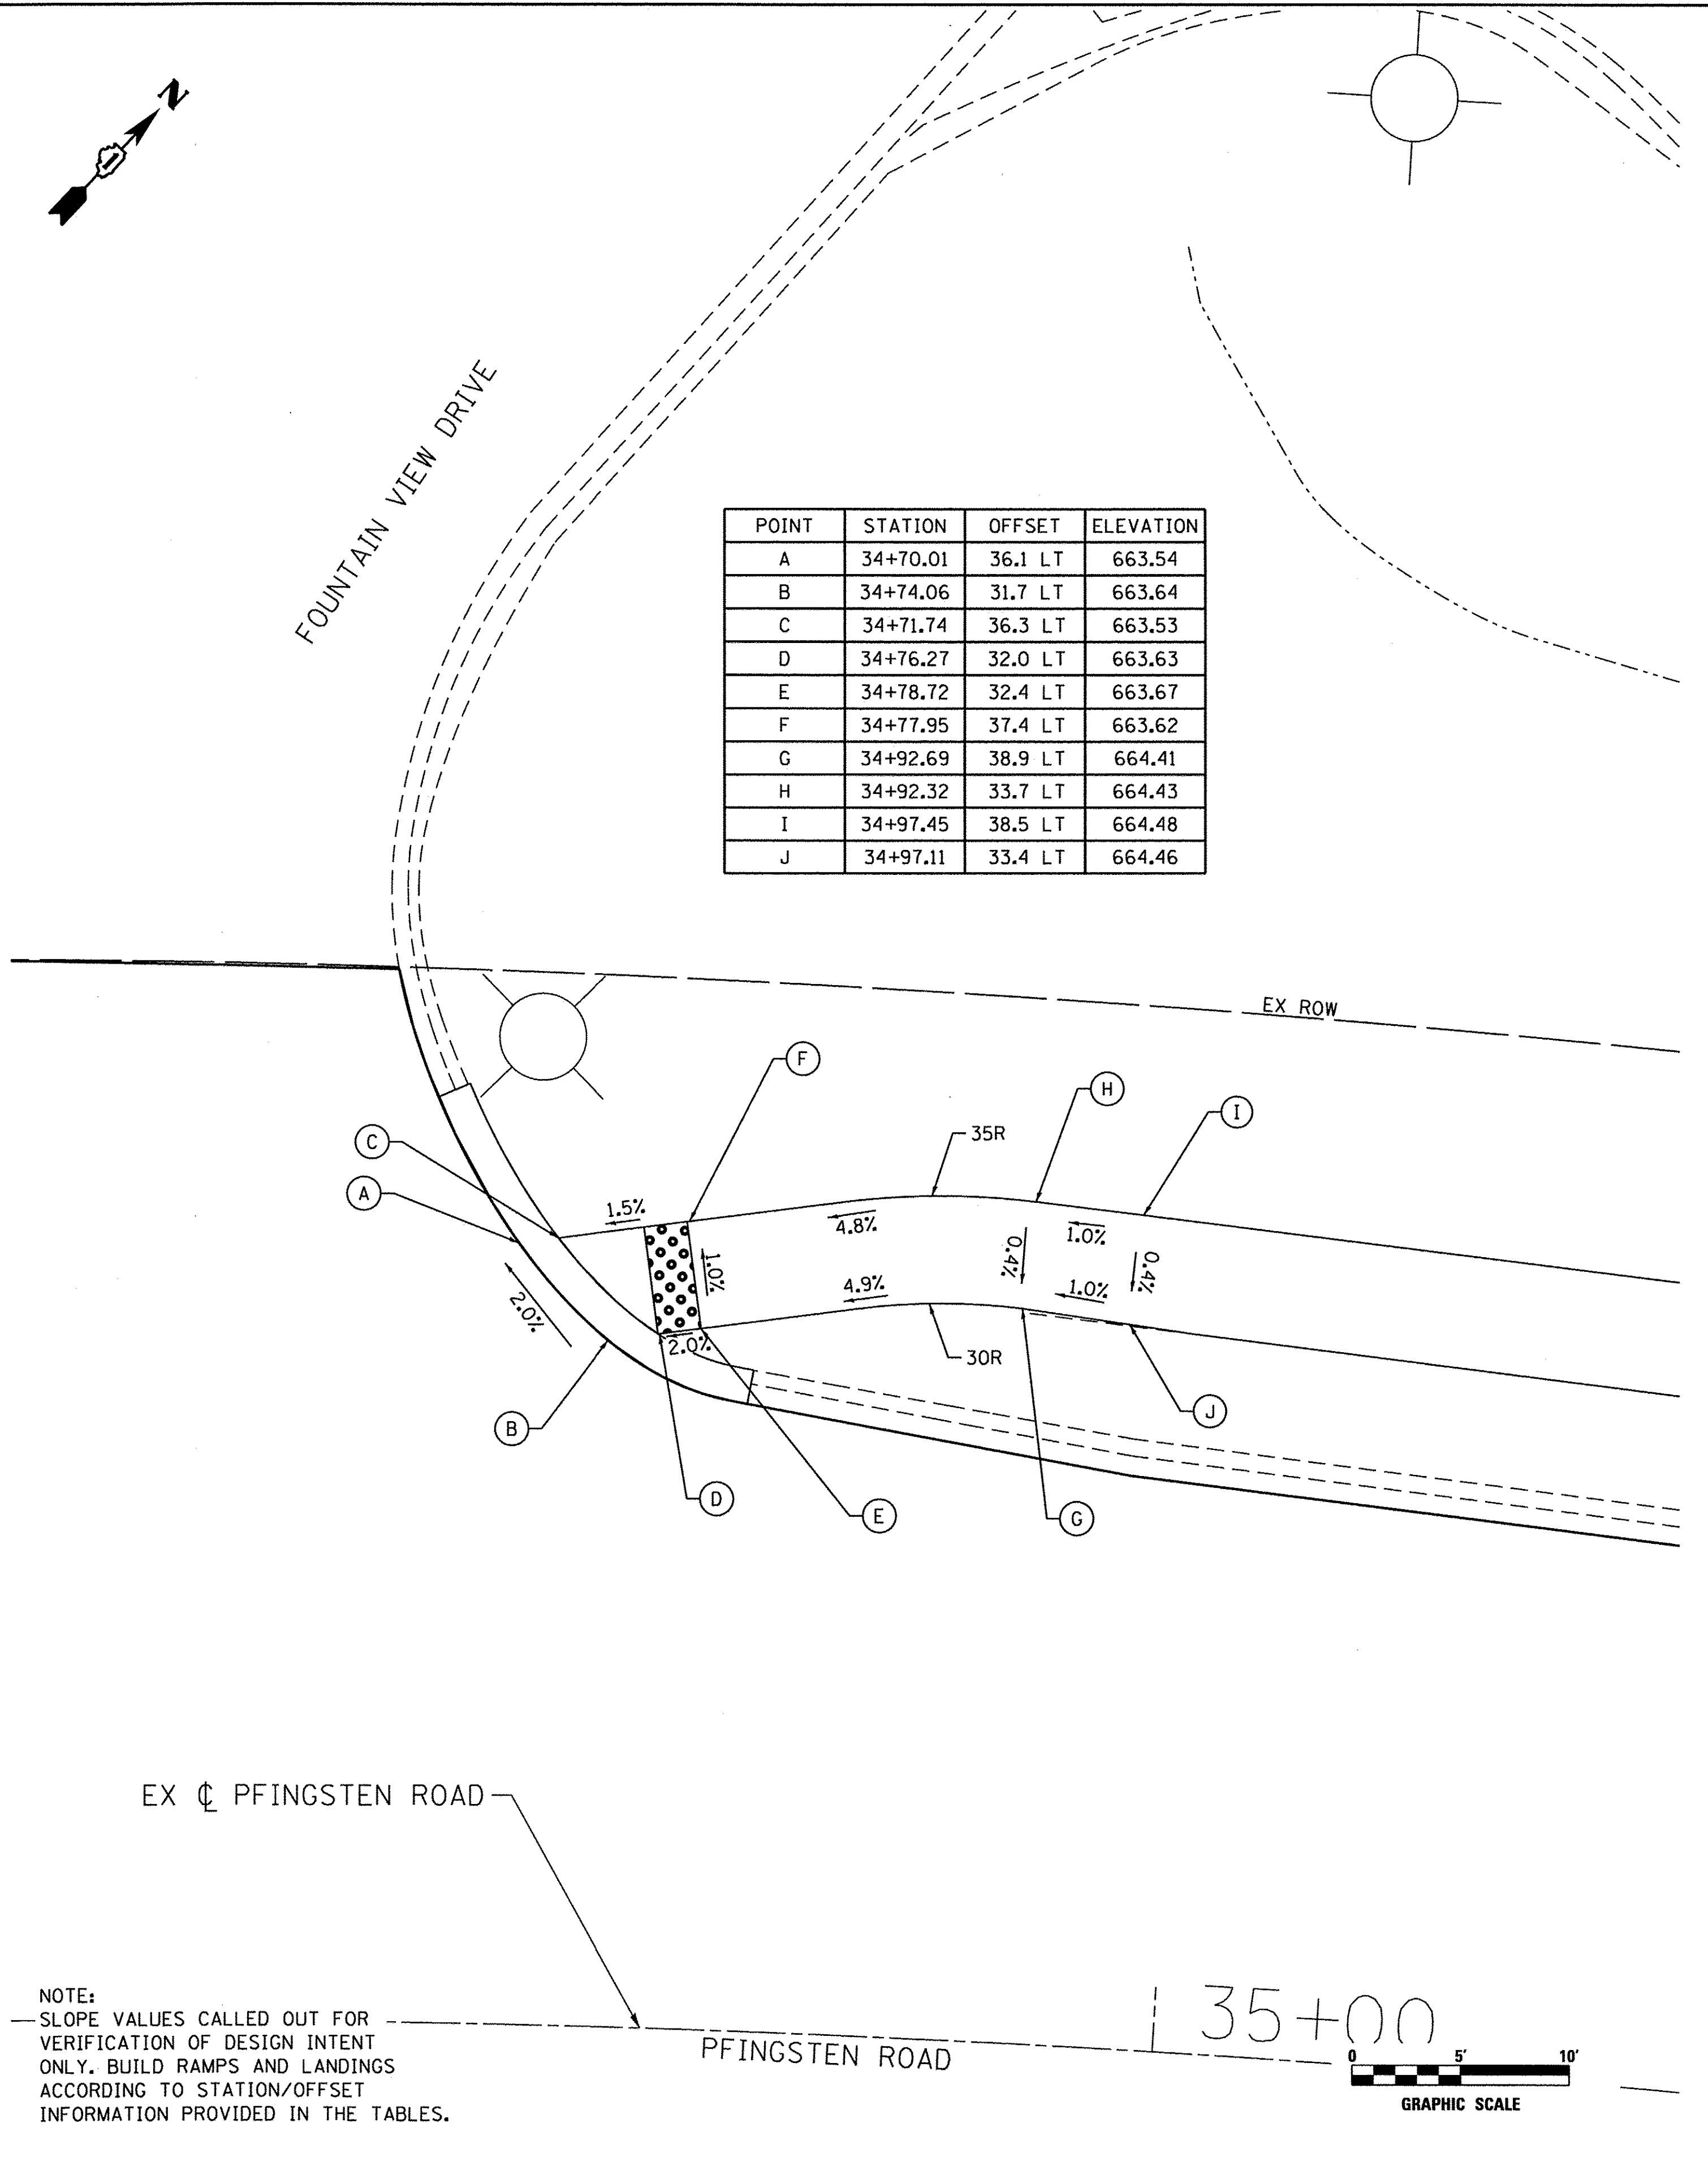 N
FOUNTAIN VIEW DRIVE
POINT STATION OFFSET ELEVATION
A 34+70.01 36.1 LT 663.54
B 34+74.06 31.7 LT 663.64
C 34+71.74 36.3 LT 663.53
D 34+76.27 32.0 LT 663.63
E 34+78.72 32.4 LT 663.67
F 34+77.95 37.4 LT 663.62
G 34+92.69 38.9 LT 664.41
H 34+92.32 33.7 LT 664.43
I 34+97.45 38.5 LT 664.48
J 34+97.11 33.4 LT 664.46
EX ROW
F
H
I
C
35R
A
1.5%
4.8%
1.0%
0.4%
0.4%
1.0%
4.9%
1.0%
2.0%
2.0%
30R
B
J
D
E
G
EX ℄ PFINGSTEN ROAD
35+00
PFINGSTEN ROAD
0 5' 10'
GRAPHIC SCALE
NOTE:
SLOPE VALUES CALLED OUT FOR
VERIFICATION OF DESIGN INTENT
ONLY. BUILD RAMPS AND LANDINGS
ACCORDING TO STATION/OFFSET
INFORMATION PROVIDED IN THE TABLES.